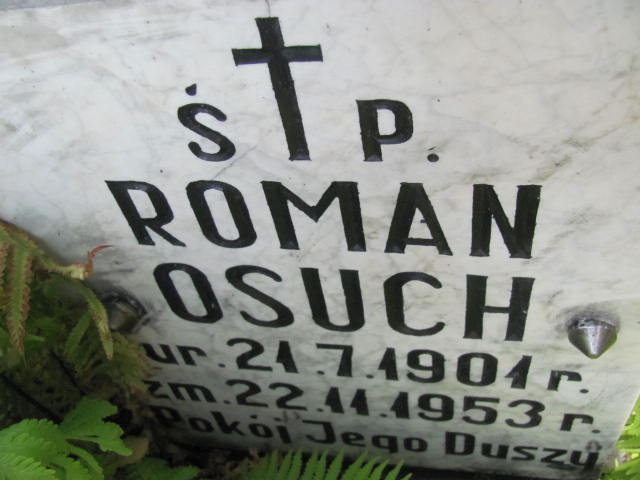 Ś P.
ROMAN
OSUCH
ur. 21.7.1901 r.
zm. 22.11.1953 r.
Pokój Jego Duszy